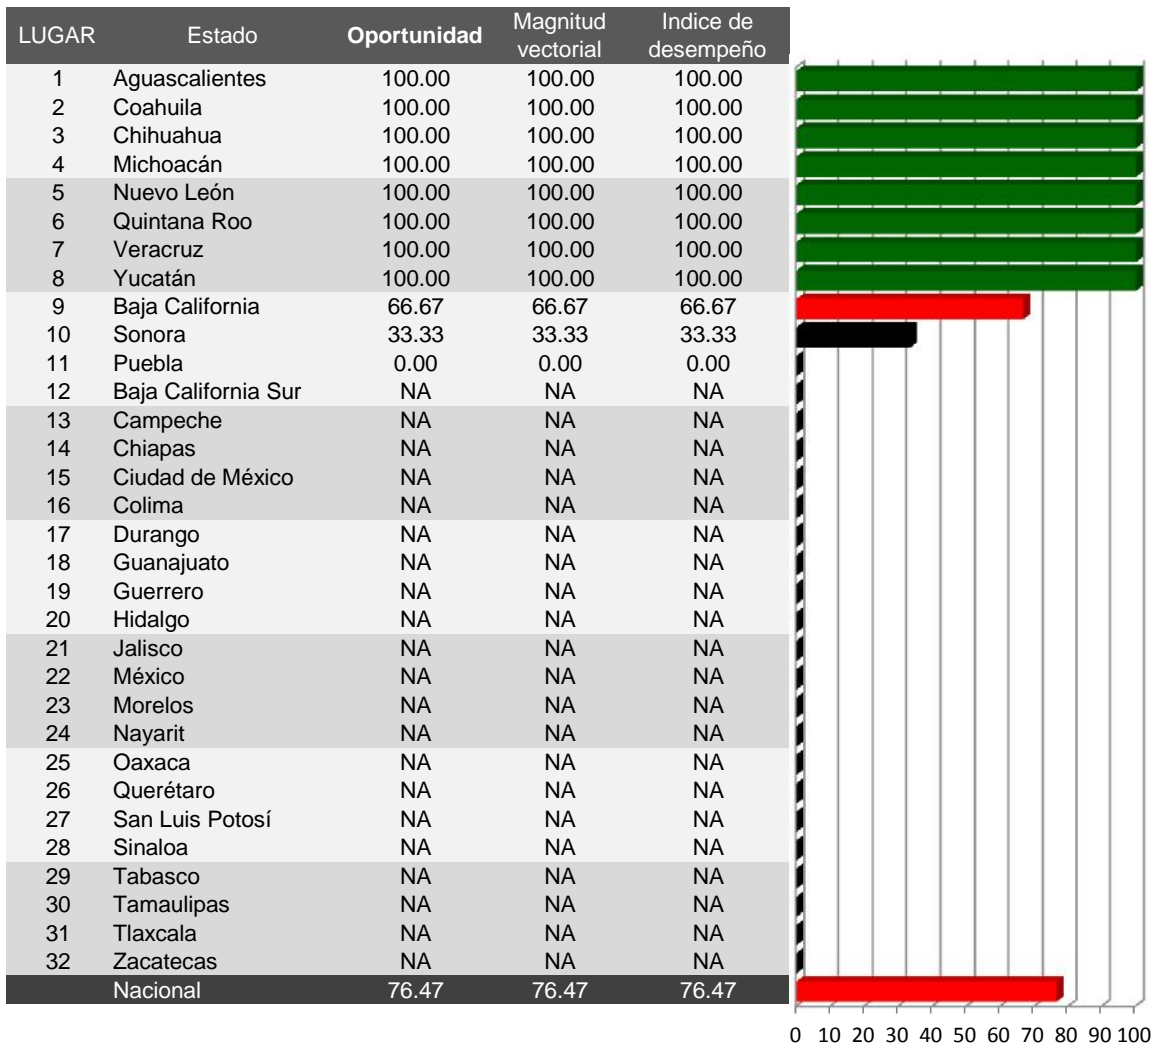 LUGAR Estado Oportunidad Magnitud vectorial Indice de desempeño
1 Aguascalientes 100.00 100.00 100.00
2 Coahuila 100.00 100.00 100.00
3 Chihuahua 100.00 100.00 100.00
4 Michoacán 100.00 100.00 100.00
5 Nuevo León 100.00 100.00 100.00
6 Quintana Roo 100.00 100.00 100.00
7 Veracruz 100.00 100.00 100.00
8 Yucatán 100.00 100.00 100.00
9 Baja California 66.67 66.67 66.67
10 Sonora 33.33 33.33 33.33
11 Puebla 0.00 0.00 0.00
12 Baja California Sur NA NA NA
13 Campeche NA NA NA
14 Chiapas NA NA NA
15 Ciudad de México NA NA NA
16 Colima NA NA NA
17 Durango NA NA NA
18 Guanajuato NA NA NA
19 Guerrero NA NA NA
20 Hidalgo NA NA NA
21 Jalisco NA NA NA
22 México NA NA NA
23 Morelos NA NA NA
24 Nayarit NA NA NA
25 Oaxaca NA NA NA
26 Querétaro NA NA NA
27 San Luis Potosí NA NA NA
28 Sinaloa NA NA NA
29 Tabasco NA NA NA
30 Tamaulipas NA NA NA
31 Tlaxcala NA NA NA
32 Zacatecas NA NA NA
Nacional 76.47 76.47 76.47
0 10 20 30 40 50 60 70 80 90 100